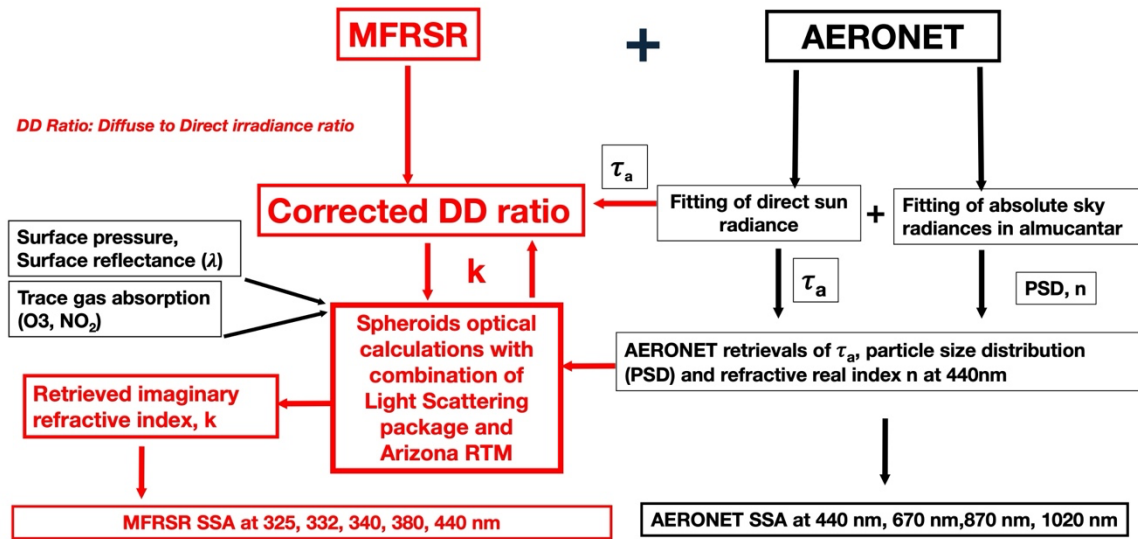 MFRSR
+
AERONET
DD Ratio: Diffuse to Direct irradiance ratio
τa
Corrected DD ratio
Fitting of direct sun
radiance
+
Fitting of absolute sky
radiances in almucantar
Surface pressure,
Surface reflectance (λ)
k
τa
PSD, n
Trace gas absorption
(O3, NO₂)
Spheroids optical
calculations with
combination of
Light Scattering
package and
Arizona RTM
AERONET retrievals of τa, particle size distribution
(PSD) and refractive real index n at 440nm
Retrieved imaginary
refractive index, k
MFRSR SSA at 325, 332, 340, 380, 440 nm
AERONET SSA at 440 nm, 670 nm,870 nm, 1020 nm